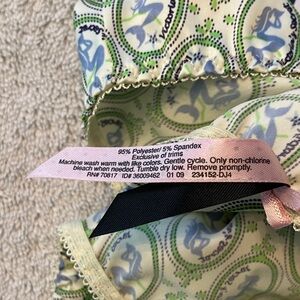 95% Polyester/ 5% Spandex
Exclusive of trims
Machine wash warm with like colors. Gentle cycle. Only non-chlorine
bleach when needed. Tumble dry low. Remove promptly.
RN# 70817 ID# 36009462 01 09 234152-DJ4